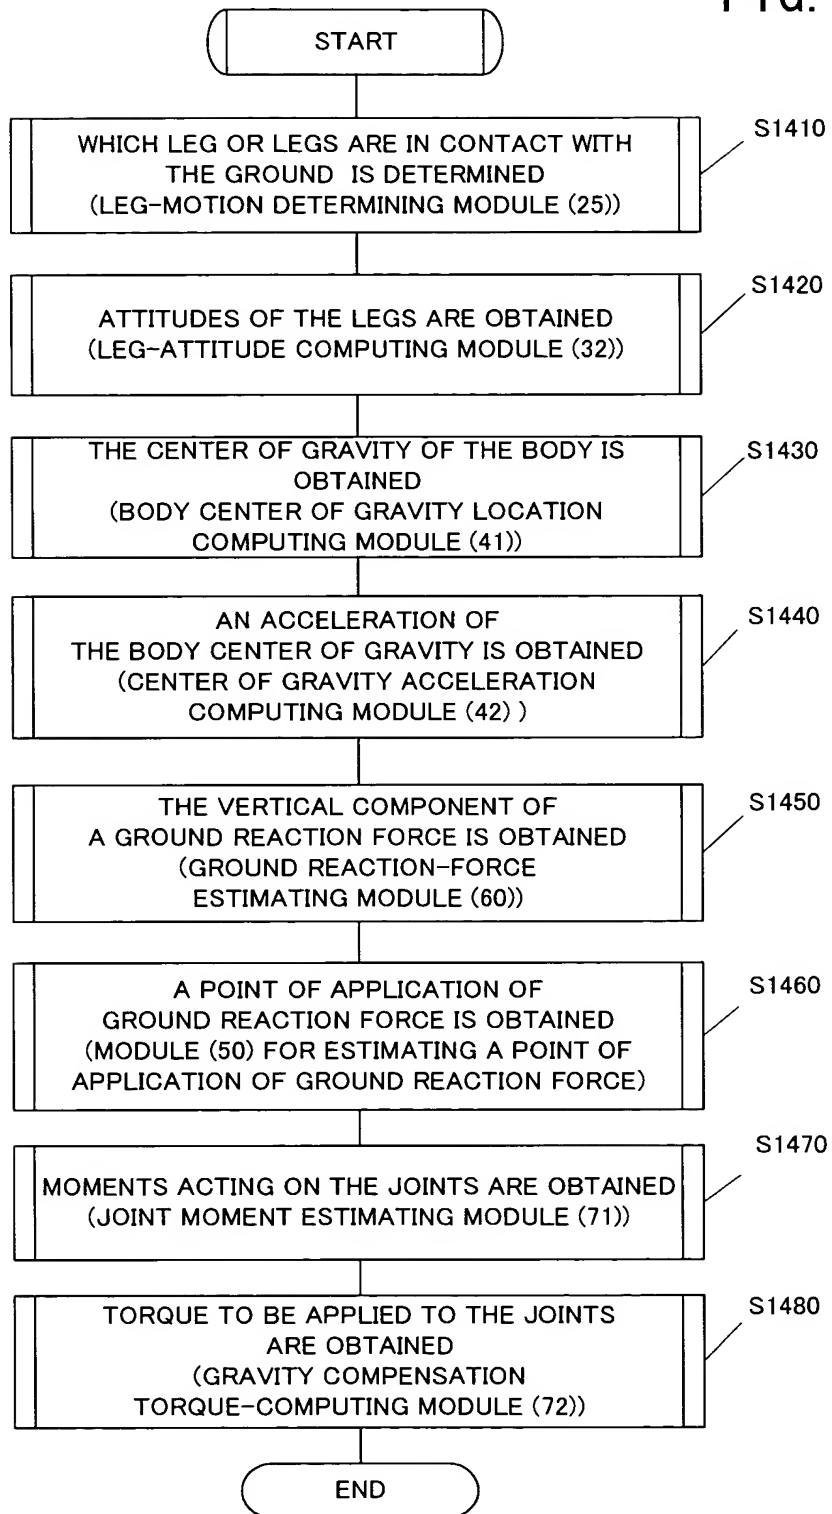 FIG.
START
WHICH LEG OR LEGS ARE IN CONTACT WITH
THE GROUND IS DETERMINED
(LEG-MOTION DETERMINING MODULE (25))
S1410
ATTITUDES OF THE LEGS ARE OBTAINED
(LEG-ATTITUDE COMPUTING MODULE (32))
S1420
THE CENTER OF GRAVITY OF THE BODY IS
OBTAINED
(BODY CENTER OF GRAVITY LOCATION
COMPUTING MODULE (41))
S1430
AN ACCELERATION OF
THE BODY CENTER OF GRAVITY IS OBTAINED
(CENTER OF GRAVITY ACCELERATION
COMPUTING MODULE (42) )
S1440
THE VERTICAL COMPONENT OF
A GROUND REACTION FORCE IS OBTAINED
(GROUND REACTION-FORCE
ESTIMATING MODULE (60))
S1450
A POINT OF APPLICATION OF
GROUND REACTION FORCE IS OBTAINED
(MODULE (50) FOR ESTIMATING A POINT OF
APPLICATION OF GROUND REACTION FORCE)
S1460
MOMENTS ACTING ON THE JOINTS ARE OBTAINED
(JOINT MOMENT ESTIMATING MODULE (71))
S1470
TORQUE TO BE APPLIED TO THE JOINTS
ARE OBTAINED
(GRAVITY COMPENSATION
TORQUE-COMPUTING MODULE (72))
S1480
END